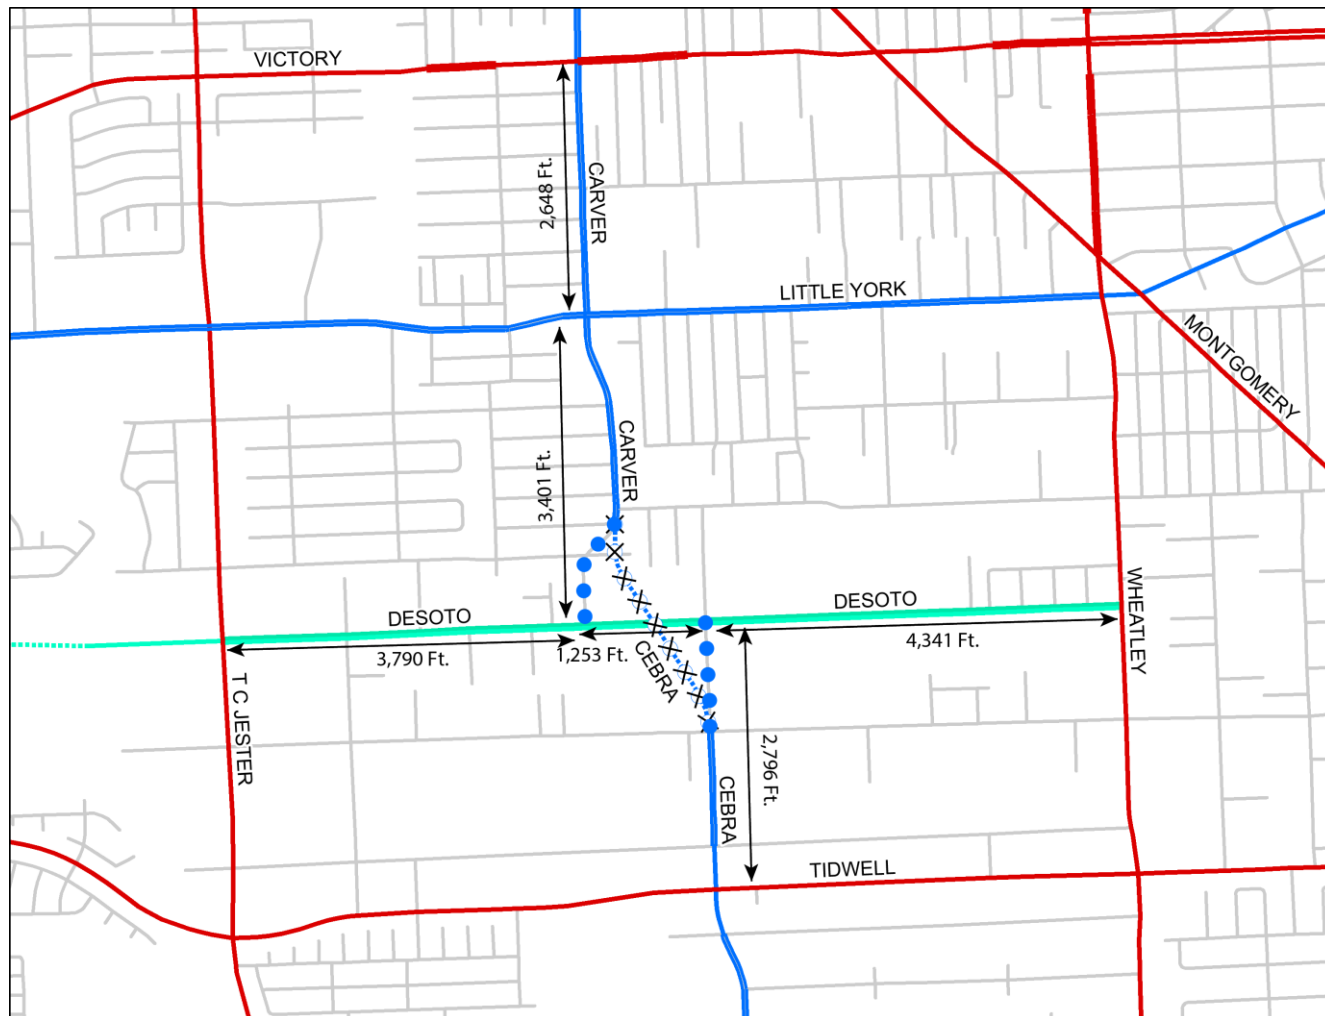 VICTORY
2,648 Ft.
CARVER
LITTLE YORK
MONTGOMERY
CARVER
3,401 Ft.
DESOTO
DESOTO
WHEATLEY
3,790 Ft.
1,253 Ft.
4,341 Ft.
CEBRA
T C JESTER
2,796 Ft.
CEBRA
TIDWELL